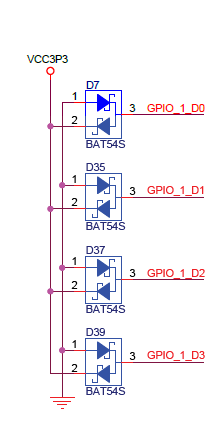 VCC3P3
D7
1
2
3
GPIO_1_D0
BAT54S
D35
1
2
3
GPIO_1_D1
BAT54S
D37
1
2
3
GPIO_1_D2
BAT54S
D39
1
2
3
GPIO_1_D3
BAT54S